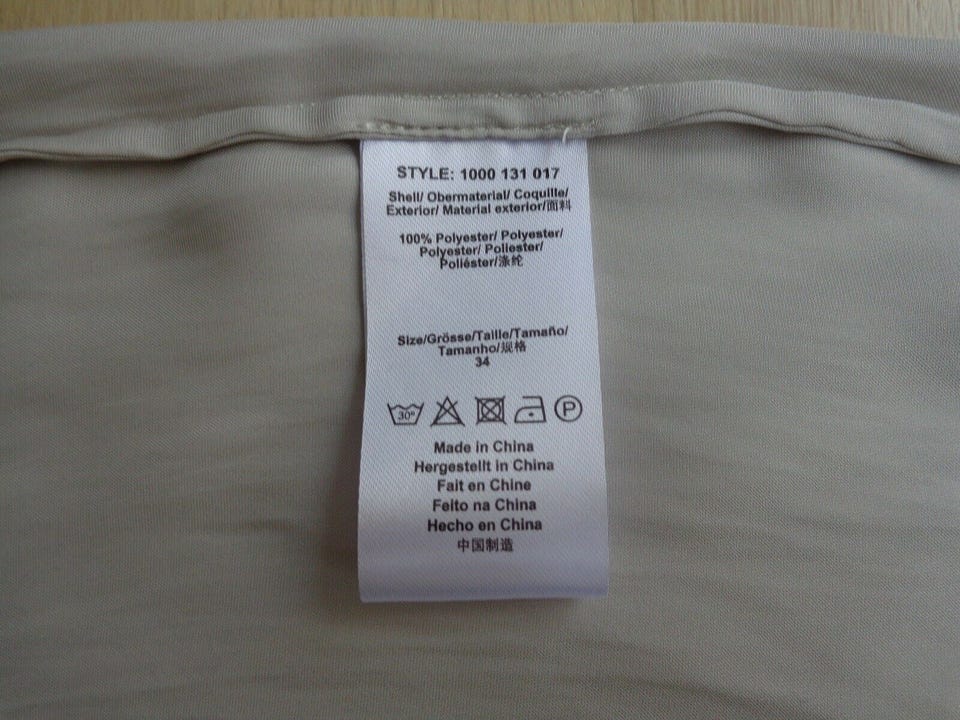 STYLE: 1000 131 017
Shell/ Obermaterial/ Coquille/
Exterior/ Material exterior/面料
100% Polyester/ Polyester/
Polyester/ Poliester/
Poliéster/涤纶
Size/Grösse/Taille/Tamaño/
Tamanho/规格
34
30° P
Made in China
Hergestellt in China
Fait en Chine
Feito na China
Hecho en China
中国制造